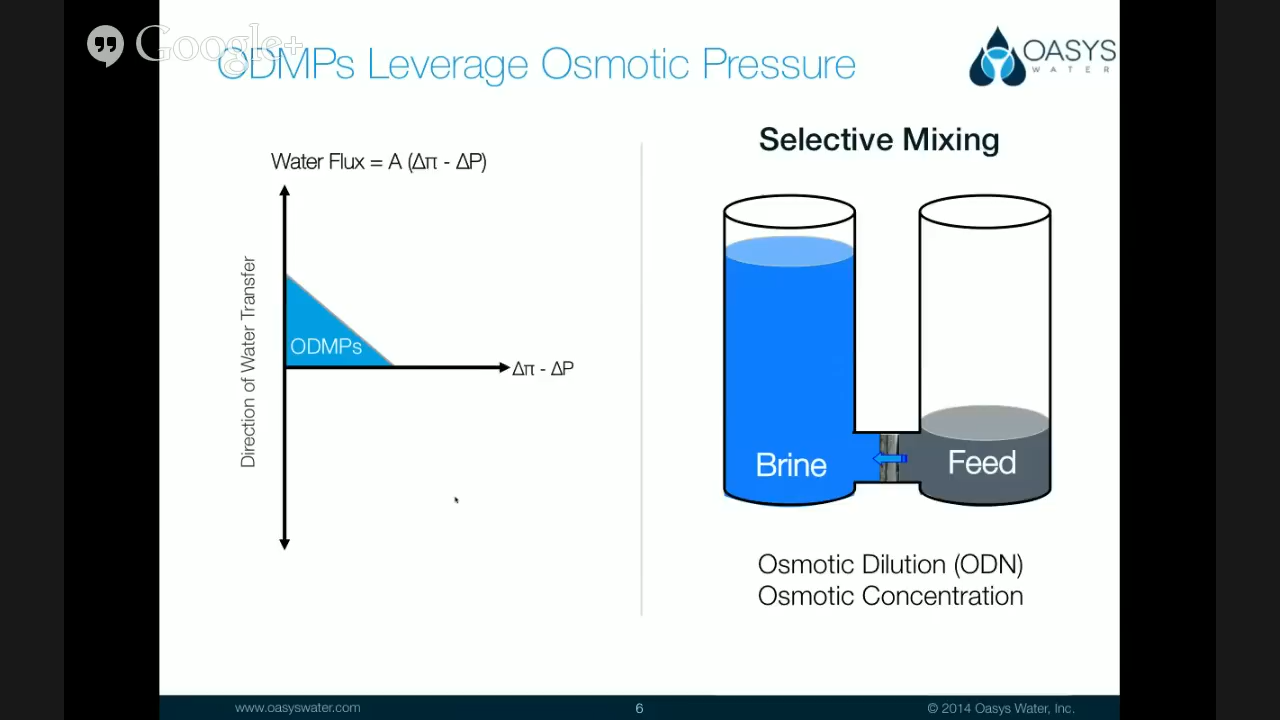 Google+
ODMPs Leverage Osmotic Pressure
OASYS
WATER
Water Flux = A (Δπ - ΔP)
Direction of Water Transfer
ODMPs
Δπ - ΔP
Selective Mixing
Brine
Feed
Osmotic Dilution (ODN)
Osmotic Concentration
www.oasyswater.com
6
© 2014 Oasys Water, Inc.